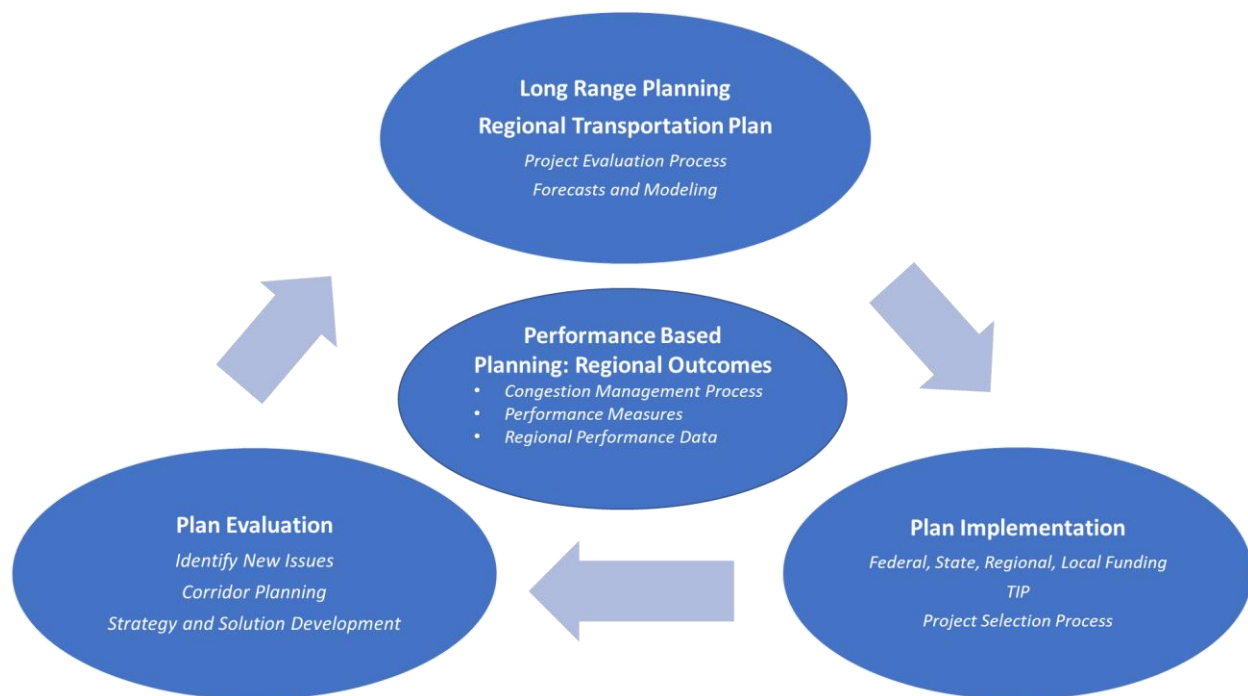 Long Range Planning
Regional Transportation Plan
Project Evaluation Process
Forecasts and Modeling
Performance Based
Planning: Regional Outcomes
• Congestion Management Process
• Performance Measures
• Regional Performance Data
Plan Evaluation
Identify New Issues
Corridor Planning
Strategy and Solution Development
Plan Implementation
Federal, State, Regional, Local Funding
TIP
Project Selection Process